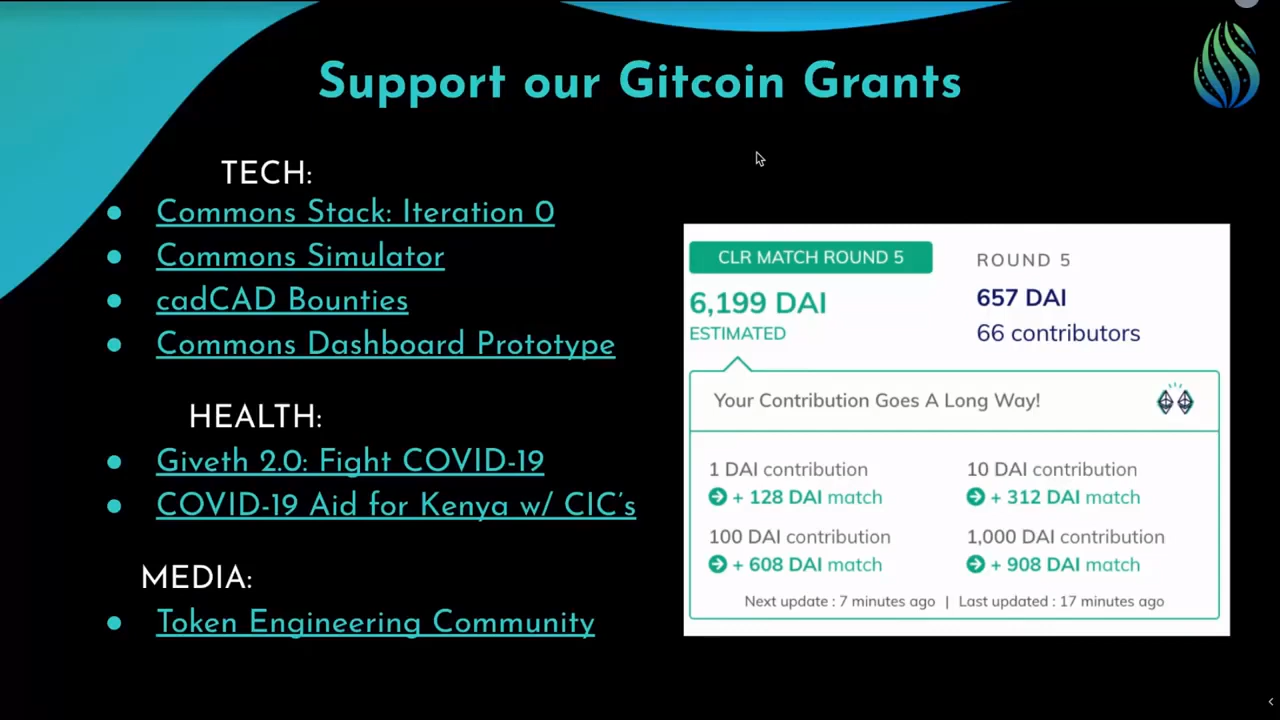 Support our Gitcoin Grants
TECH:
● Commons Stack: Iteration 0
● Commons Simulator
● cadCAD Bounties
● Commons Dashboard Prototype
HEALTH:
● Giveth 2.0: Fight COVID-19
● COVID-19 Aid for Kenya w/ CIC's
MEDIA:
● Token Engineering Community
CLR MATCH ROUND 5
6,199 DAI
ESTIMATED
ROUND 5
657 DAI
66 contributors
Your Contribution Goes A Long Way!
1 DAI contribution
+ 128 DAI match
10 DAI contribution
+ 312 DAI match
100 DAI contribution
+ 608 DAI match
1,000 DAI contribution
+ 908 DAI match
Next update : 7 minutes ago | Last updated : 17 minutes ago